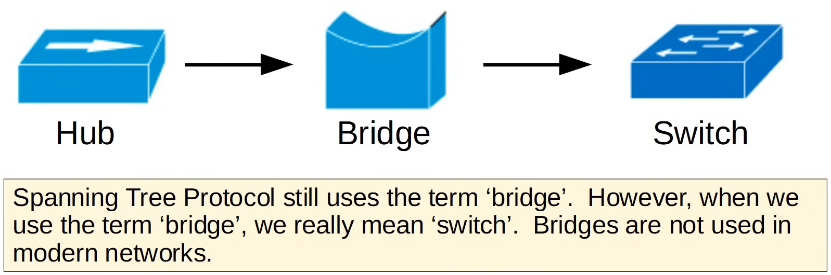 Hub
Bridge
Switch
Spanning Tree Protocol still uses the term ‘bridge’.  However, when we
use the term ‘bridge’, we really mean ‘switch’.  Bridges are not used in
modern networks.